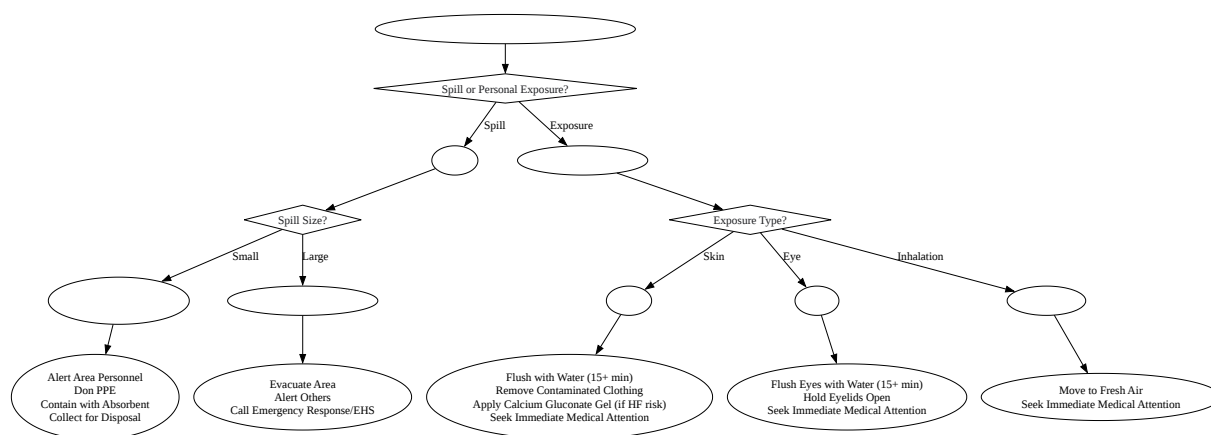 Spill or Personal Exposure?
Spill
Exposure
Spill Size?
Exposure Type?
Small
Large
Skin
Eye
Inhalation
Alert Area Personnel
Don PPE
Contain with Absorbent
Collect for Disposal
Evacuate Area
Alert Others
Call Emergency Response/EHS
Flush with Water (15+ min)
Remove Contaminated Clothing
Apply Calcium Gluconate Gel (if HF risk)
Seek Immediate Medical Attention
Flush Eyes with Water (15+ min)
Hold Eyelids Open
Seek Immediate Medical Attention
Move to Fresh Air
Seek Immediate Medical Attention